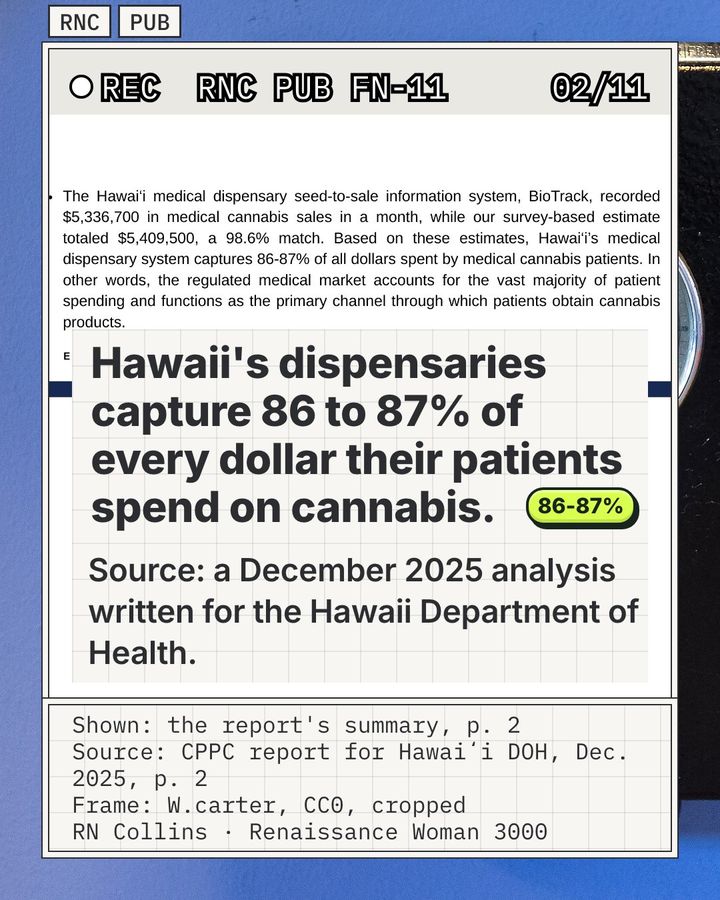 RNC PUB
REC RNC PUB FN-11 02/11
• The Hawaiʻi medical dispensary seed-to-sale information system, BioTrack, recorded
$5,336,700 in medical cannabis sales in a month, while our survey-based estimate
totaled $5,409,500, a 98.6% match. Based on these estimates, Hawaiʻi’s medical
dispensary system captures 86-87% of all dollars spent by medical cannabis patients. In
other words, the regulated medical market accounts for the vast majority of patient
spending and functions as the primary channel through which patients obtain cannabis
products.
E
Hawaii's dispensaries
capture 86 to 87% of
every dollar their patients
spend on cannabis. 86-87%
Source: a December 2025 analysis
written for the Hawaii Department of
Health.
Shown: the report's summary, p. 2
Source: CPPC report for Hawaiʻi DOH, Dec.
2025, p. 2
Frame: W.carter, CC0, cropped
RN Collins · Renaissance Woman 3000